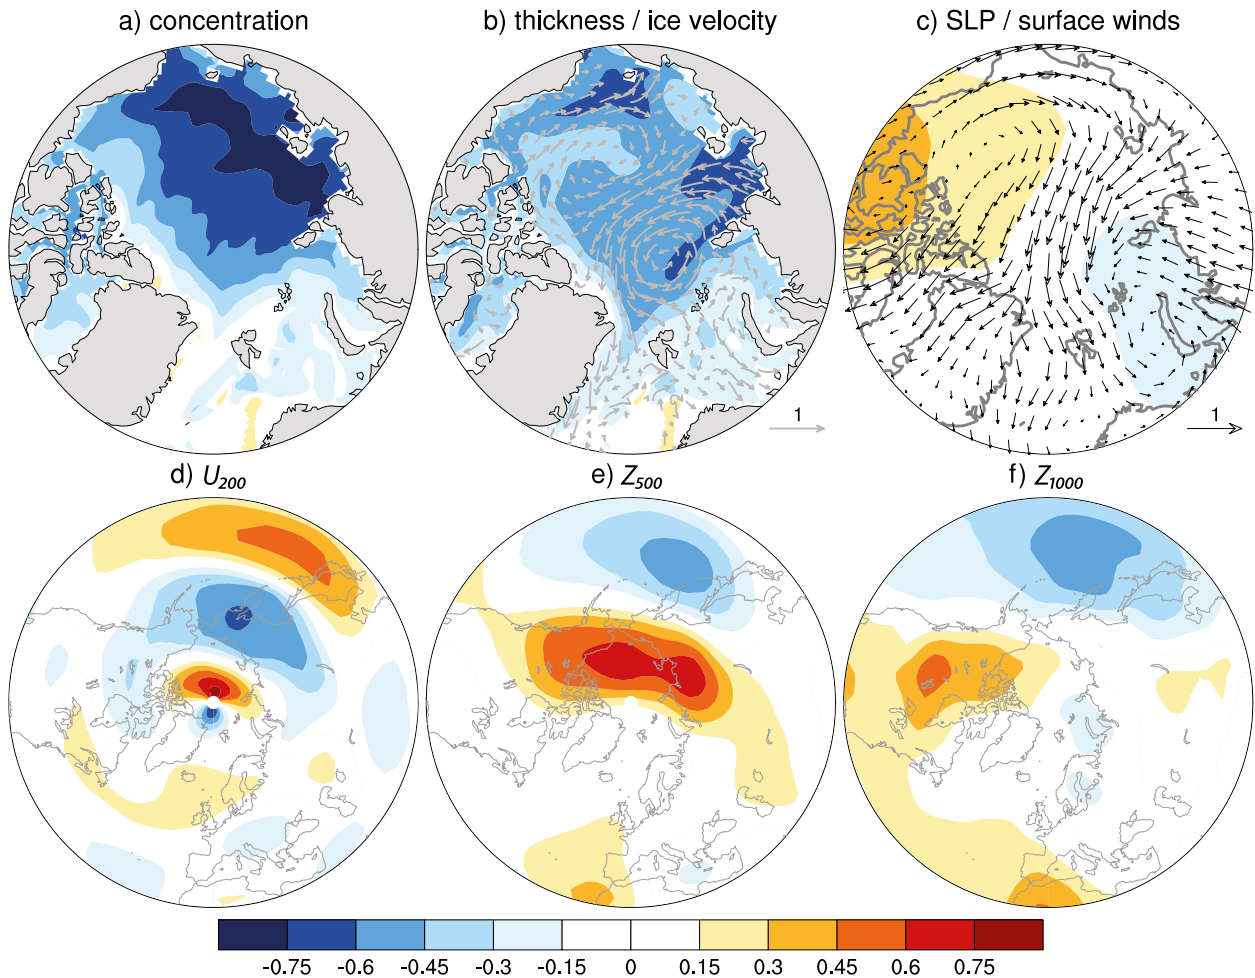 a) concentration
b) thickness / ice velocity
c) SLP / surface winds
1
1
d) U200
e) Z500
f) Z1000
-0.75 -0.6 -0.45 -0.3 -0.15 0 0.15 0.3 0.45 0.6 0.75